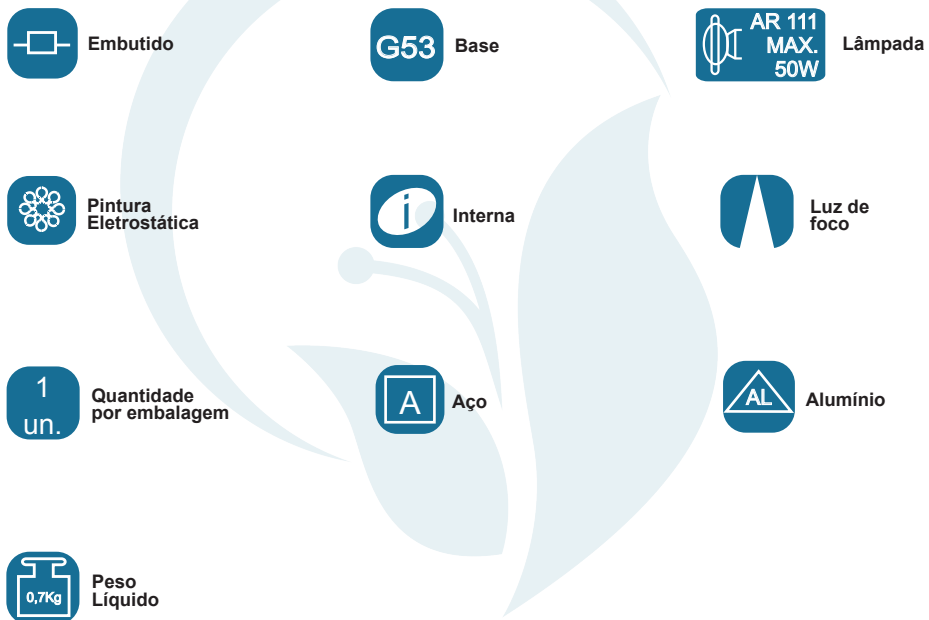 Embutido
G53
Base
AR 111
MAX.
50W
Lâmpada
Pintura
Eletrostática
i
Interna
Luz de
foco
1
un.
Quantidade
por embalagem
A
Aço
AL
Alumínio
0,7Kg
Peso
Líquido